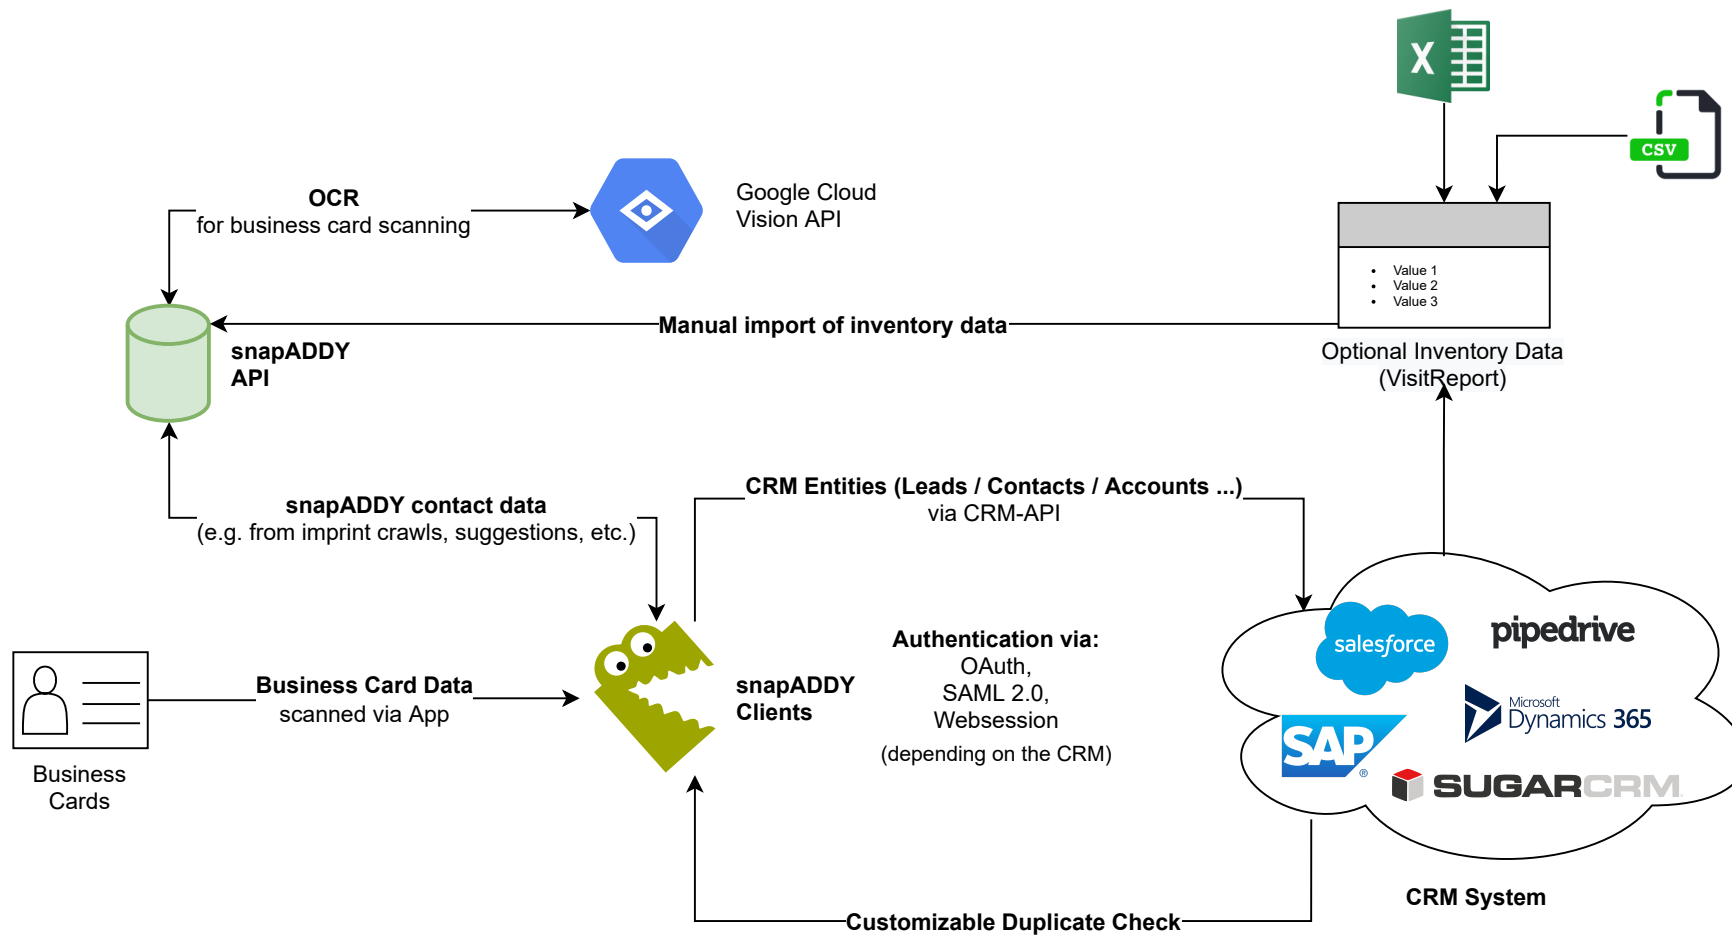 X
CSV
OCR
for business card scanning
Google Cloud
Vision API
Value 1
Value 2
Value 3
Manual import of inventory data
Optional Inventory Data
(VisitReport)
snapADDY
API
snapADDY contact data
(e.g. from imprint crawls, suggestions, etc.)
CRM Entities (Leads / Contacts / Accounts ...)
via CRM-API
Business Card Data
scanned via App
Business
Cards
snapADDY
Clients
Authentication via:
OAuth,
SAML 2.0,
Websession
(depending on the CRM)
salesforce
pipedrive
Microsoft
Dynamics 365
SAP®
SUGARCRM
CRM System
Customizable Duplicate Check